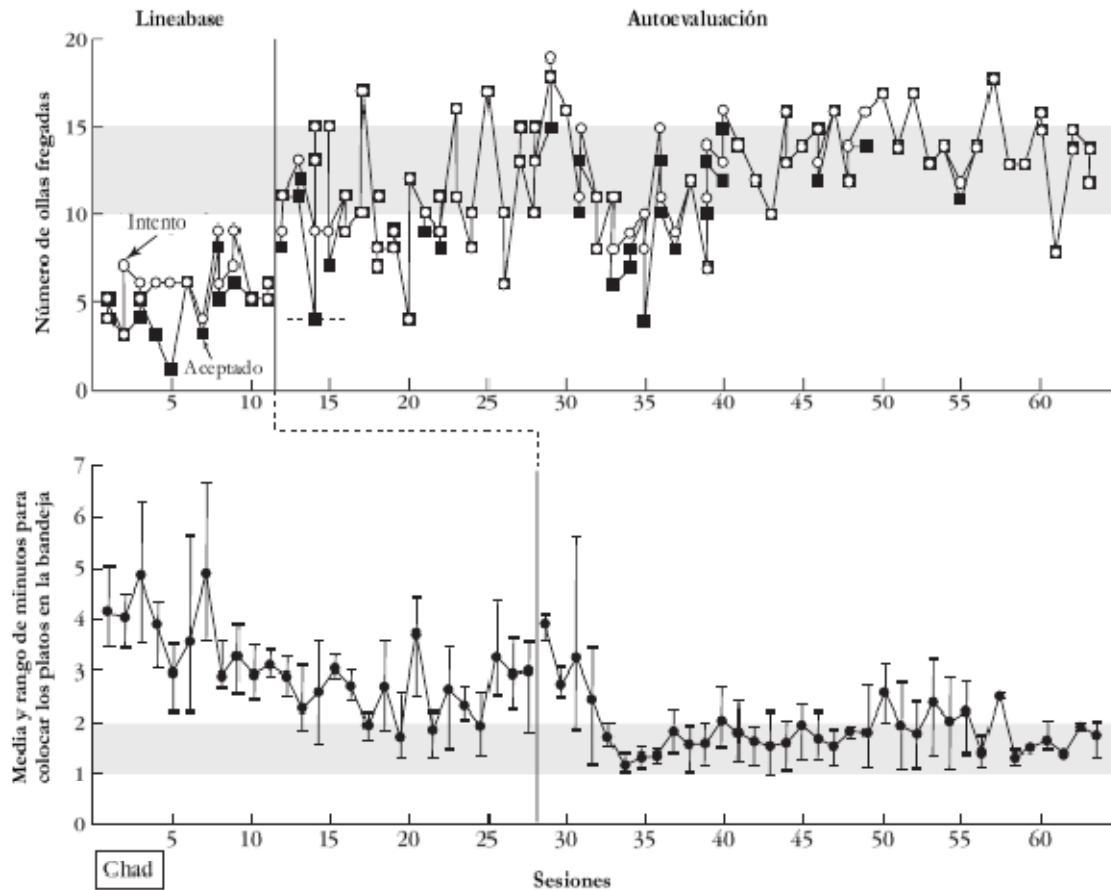 Lineabase
Autoevaluación
Número de ollas fregadas
20
15
10
5
0
Intento
Aceptado
5 10 15 20 25 30 35 40 45 50 55 60
Media y rango de minutos para
colocar los platos en la bandeja
7
6
5
4
3
2
1
0
5 10 15 20 25 30 35 40 45 50 55 60
Chad
Sesiones